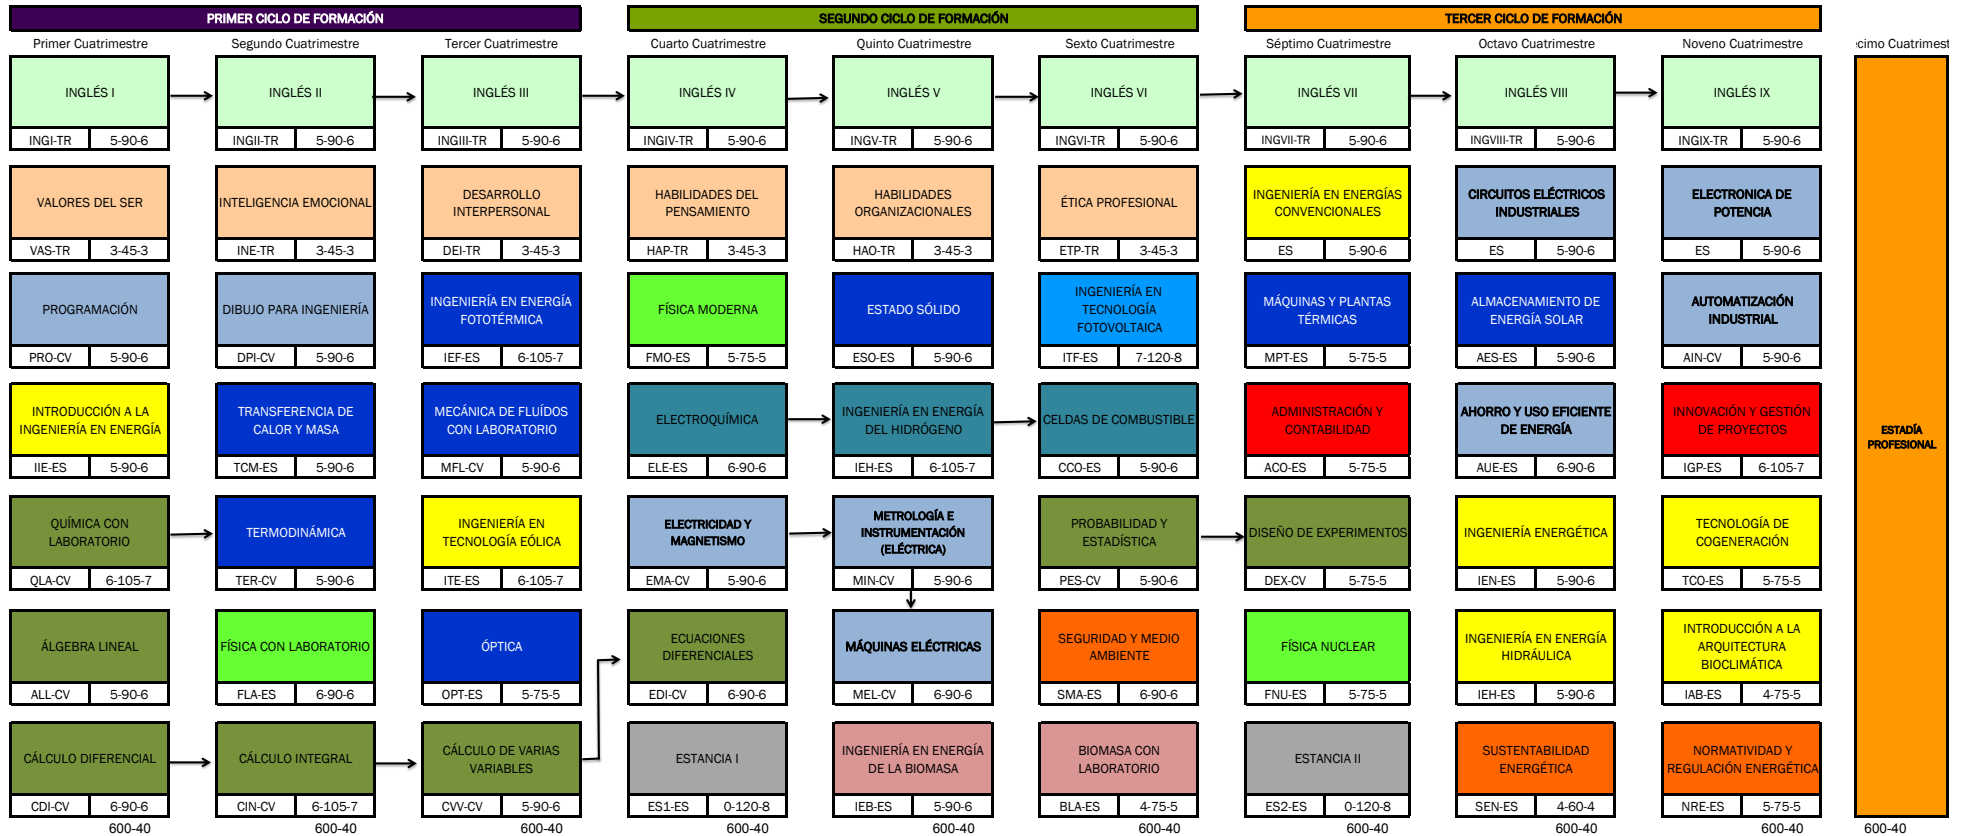 PRIMER CICLO DE FORMACIÓN SEGUNDO CICLO DE FORMACIÓN TERCER CICLO DE FORMACIÓN
Primer Cuatrimestre Segundo Cuatrimestre Tercer Cuatrimestre Cuarto Cuatrimestre Quinto Cuatrimestre Sexto Cuatrimestre Séptimo Cuatrimestre Octavo Cuatrimestre Noveno Cuatrimestre cimo Cuatrimest
INGLÉS I INGLÉS II INGLÉS III INGLÉS IV INGLÉS V INGLÉS VI INGLÉS VII INGLÉS VIII INGLÉS IX
INGI-TR 5-90-6 INGII-TR 5-90-6 INGIII-TR 5-90-6 INGIV-TR 5-90-6 INGV-TR 5-90-6 INGVI-TR 5-90-6 INGVII-TR 5-90-6 INGVIII-TR 5-90-6 INGIX-TR 5-90-6
VALORES DEL SER
INTELIGENCIA EMOCIONAL
DESARROLLO
INTERPERSONAL
HABILIDADES DEL
PENSAMIENTO
HABILIDADES
ORGANIZACIONALES
ÉTICA PROFESIONAL
INGENIERÍA EN ENERGÍAS
CONVENCIONALES
CIRCUITOS ELÉCTRICOS
INDUSTRIALES
ELECTRONICA DE
POTENCIA
VAS-TR 3-45-3 INE-TR 3-45-3 DEI-TR 3-45-3 HAP-TR 3-45-3 HAO-TR 3-45-3 ETP-TR 3-45-3 ES 5-90-6 ES 5-90-6 ES 5-90-6
PROGRAMACIÓN
DIBUJO PARA INGENIERÍA
INGENIERÍA EN ENERGÍA
FOTOTÉRMICA
FÍSICA MODERNA
ESTADO SÓLIDO
INGENIERÍA EN
TECNOLOGÍA
FOTOVOLTAICA
MÁQUINAS Y PLANTAS
TÉRMICAS
ALMACENAMIENTO DE
ENERGÍA SOLAR
AUTOMATIZACIÓN
INDUSTRIAL
PRO-CV 5-90-6 DPI-CV 5-90-6 IEF-ES 6-105-7 FMO-ES 5-75-5 ESO-ES 5-90-6 ITF-ES 7-120-8 MPT-ES 5-75-5 AES-ES 5-90-6 AIN-CV 5-90-6
INTRODUCCIÓN A LA
INGENIERÍA EN ENERGÍA
TRANSFERENCIA DE
CALOR Y MASA
MECÁNICA DE FLUÍDOS
CON LABORATORIO
ELECTROQUÍMICA
INGENIERÍA EN ENERGÍA
DEL HIDRÓGENO
CELDAS DE COMBUSTIBLE
ADMINISTRACIÓN Y
CONTABILIDAD
AHORRO Y USO EFICIENTE
DE ENERGÍA
INNOVACIÓN Y GESTIÓN
DE PROYECTOS
ESTADÍA
PROFESIONAL
IIE-ES 5-90-6 TCM-ES 5-90-6 MFL-CV 5-90-6 ELE-ES 6-90-6 IEH-ES 6-105-7 CCO-ES 5-90-6 ACO-ES 5-75-5 AUE-ES 6-90-6 IGP-ES 6-105-7
QUÍMICA CON
LABORATORIO
TERMODINÁMICA
INGENIERÍA EN
TECNOLOGÍA EÓLICA
ELECTRICIDAD Y
MAGNETISMO
METROLOGÍA E
INSTRUMENTACIÓN
(ELÉCTRICA)
PROBABILIDAD Y
ESTADÍSTICA
DISEÑO DE EXPERIMENTOS
INGENIERÍA ENERGÉTICA
TECNOLOGÍA DE
COGENERACIÓN
QLA-CV 6-105-7 TER-CV 5-90-6 ITE-ES 6-105-7 EMA-CV 5-90-6 MIN-CV 5-90-6 PES-CV 5-90-6 DEX-CV 5-75-5 IEN-ES 5-90-6 TCO-ES 5-75-5
ÁLGEBRA LINEAL
FÍSICA CON LABORATORIO
ÓPTICA
ECUACIONES
DIFERENCIALES
MÁQUINAS ELÉCTRICAS
SEGURIDAD Y MEDIO
AMBIENTE
FÍSICA NUCLEAR
INGENIERÍA EN ENERGÍA
HIDRÁULICA
INTRODUCCIÓN A LA
ARQUITECTURA
BIOCLIMÁTICA
ALL-CV 5-90-6 FLA-ES 6-90-6 OPT-ES 5-75-5 EDI-CV 6-90-6 MEL-CV 6-90-6 SMA-ES 6-90-6 FNU-ES 5-75-5 IEH-ES 5-90-6 IAB-ES 4-75-5
CÁLCULO DIFERENCIAL
CÁLCULO INTEGRAL
CÁLCULO DE VARIAS
VARIABLES
ESTANCIA I
INGENIERÍA EN ENERGÍA
DE LA BIOMASA
BIOMASA CON
LABORATORIO
ESTANCIA II
SUSTENTABILIDAD
ENERGÉTICA
NORMATIVIDAD Y
REGULACIÓN ENERGÉTICA
CDI-CV 6-90-6 CIN-CV 6-105-7 CVV-CV 5-90-6 ES1-ES 0-120-8 IEB-ES 5-90-6 BLA-ES 4-75-5 ES2-ES 0-120-8 SEN-ES 4-60-4 NRE-ES 5-75-5
600-40 600-40 600-40 600-40 600-40 600-40 600-40 600-40 600-40 600-40